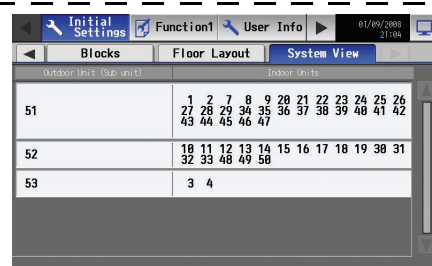 Initial Settings Function1 User Info 01/09/2008 21:04
Blocks Floor Layout System View
Outdoor Unit (Sub unit) Indoor Units
51
1 2 7 8 9 20 21 22 23 24 25 26
27 28 29 34 35 36 37 38 39 40 41 42
43 44 45 46 47
52
10 11 12 13 14 15 16 17 18 19 30 31
32 33 48 49 50
53 3 4